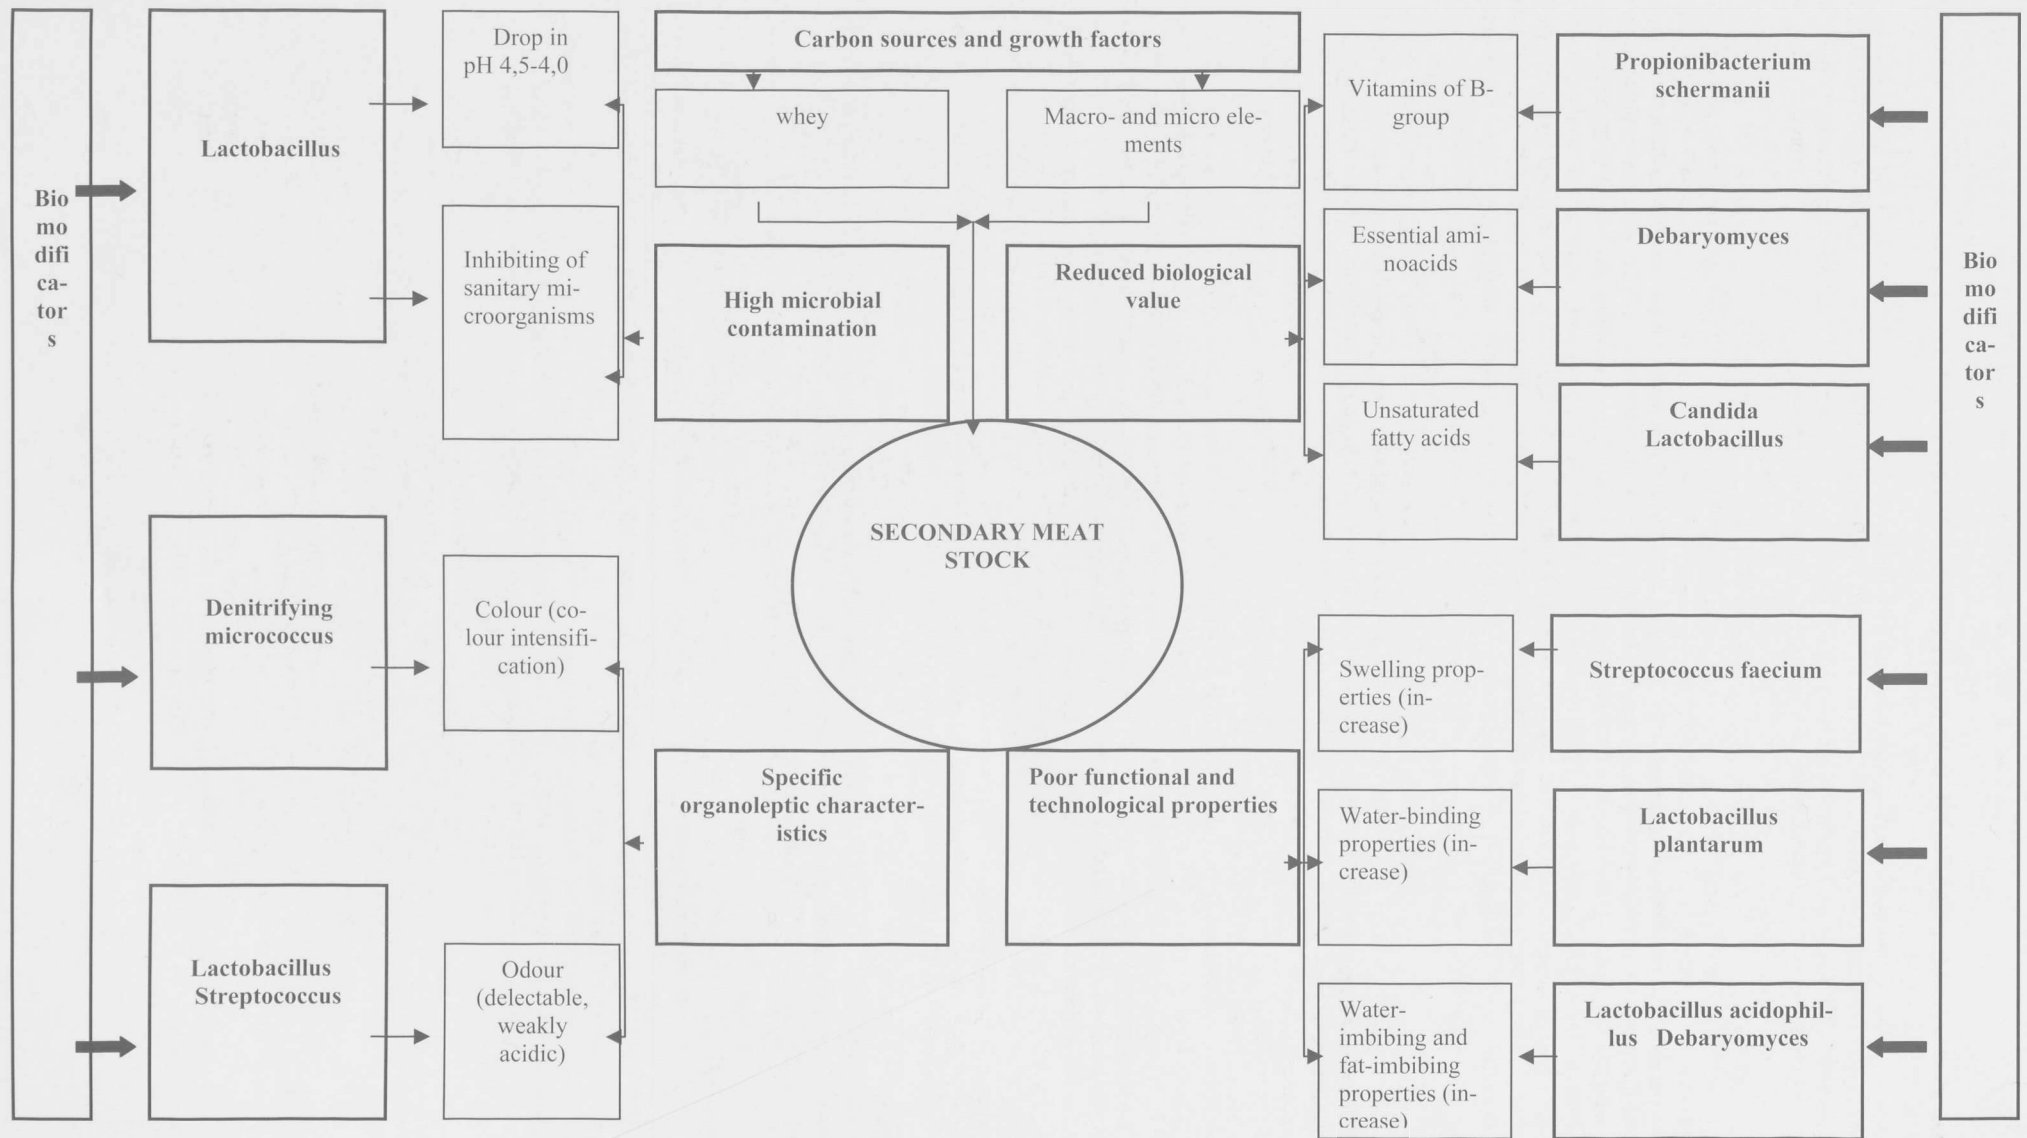 Bio
mo
difi
ca-
tor
s
Lactobacillus
Drop in
pH 4,5-4,0
Inhibiting of
sanitary mi-
croorganisms
Denitrifying
micrococcus
Colour (co-
lour intensifi-
cation)
Lactobacillus
Streptococcus
Odour
(delectable,
weakly
acidic)
Carbon sources and growth factors
whey
Macro- and micro ele-
ments
High microbial
contamination
Reduced biological
value
SECONDARY MEAT
STOCK
Specific
organoleptic character-
istics
Poor functional and
technological properties
Vitamins of B-
group
Essential ami-
noacids
Unsaturated
fatty acids
Swelling prop-
erties (in-
crease)
Water-binding
properties (in-
crease)
Water-
imbibing and
fat-imbibing
properties (in-
crease)
Propionibacterium
schermanii
Debaryomyces
Candida
Lactobacillus
Streptococcus faecium
Lactobacillus
plantarum
Lactobacillus acidophil-
lus Debaryomyces
Bio
mo
difi
ca-
tor
s